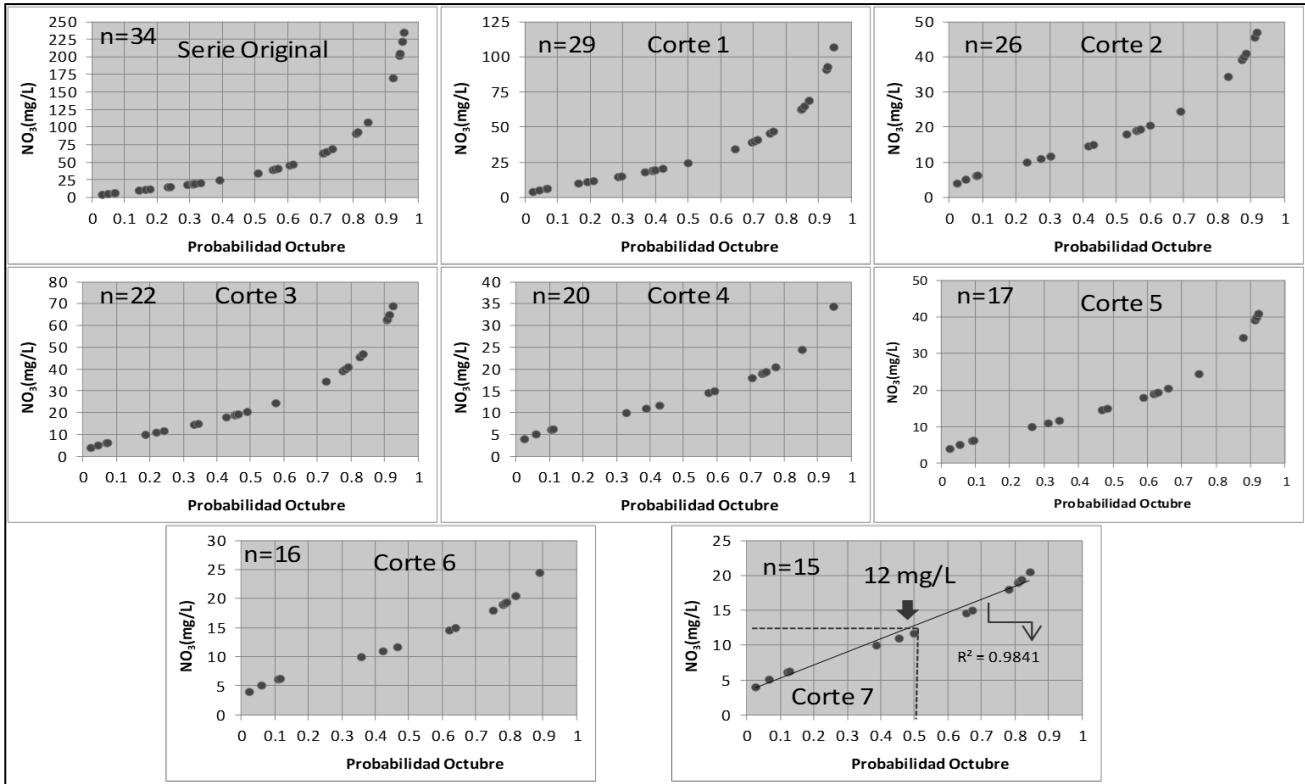 n=34
Serie Original
NO3(mg/L)
250
225
200
175
150
125
100
75
50
25
0
0 0.1 0.2 0.3 0.4 0.5 0.6 0.7 0.8 0.9 1
Probabilidad Octubre
n=29
Corte 1
NO3(mg/L)
125
100
75
50
25
0
0 0.1 0.2 0.3 0.4 0.5 0.6 0.7 0.8 0.9 1
Probabilidad Octubre
n=26
Corte 2
NO3(mg/L)
50
40
30
20
10
0
0 0.1 0.2 0.3 0.4 0.5 0.6 0.7 0.8 0.9 1
Probabilidad Octubre
n=22
Corte 3
NO3(mg/L)
80
70
60
50
40
30
20
10
0
0 0.1 0.2 0.3 0.4 0.5 0.6 0.7 0.8 0.9 1
Probabilidad Octubre
n=20
Corte 4
NO3(mg/L)
40
35
30
25
20
15
10
5
0
0 0.1 0.2 0.3 0.4 0.5 0.6 0.7 0.8 0.9 1
Probabilidad Octubre
n=17
Corte 5
NO3(mg/L)
50
40
30
20
10
0
0 0.1 0.2 0.3 0.4 0.5 0.6 0.7 0.8 0.9 1
Probabilidad Octubre
n=16
Corte 6
NO3(mg/L)
30
25
20
15
10
5
0
0 0.1 0.2 0.3 0.4 0.5 0.6 0.7 0.8 0.9 1
Probabilidad Octubre
n=15
12 mg/L
R² = 0.9841
Corte 7
NO3(mg/L)
25
20
15
10
5
0
0 0.1 0.2 0.3 0.4 0.5 0.6 0.7 0.8 0.9 1
Probabilidad Octubre